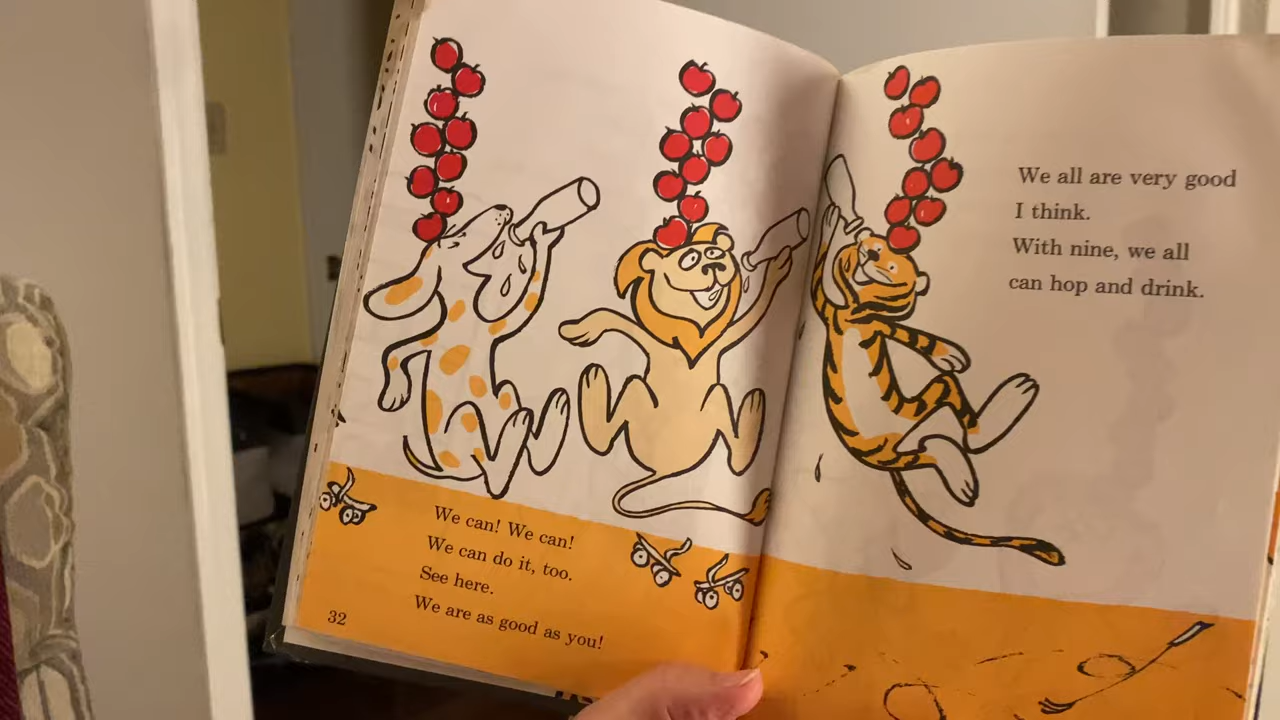 We can! We can!
We can do it, too.
See here.
We are as good as you!
32
We all are very good
I think.
With nine, we all
can hop and drink.